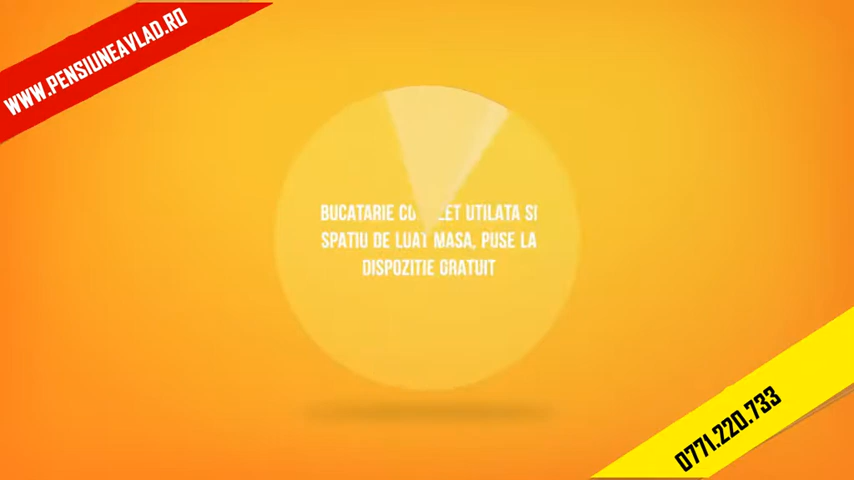 WWW.PENSIUNEAVLAD.RO
BUCATARIE UTILATA SI
SPATIU DE LUAT MASA, PUSE LA
DISPOZITIE GRATUIT
0771.220.733